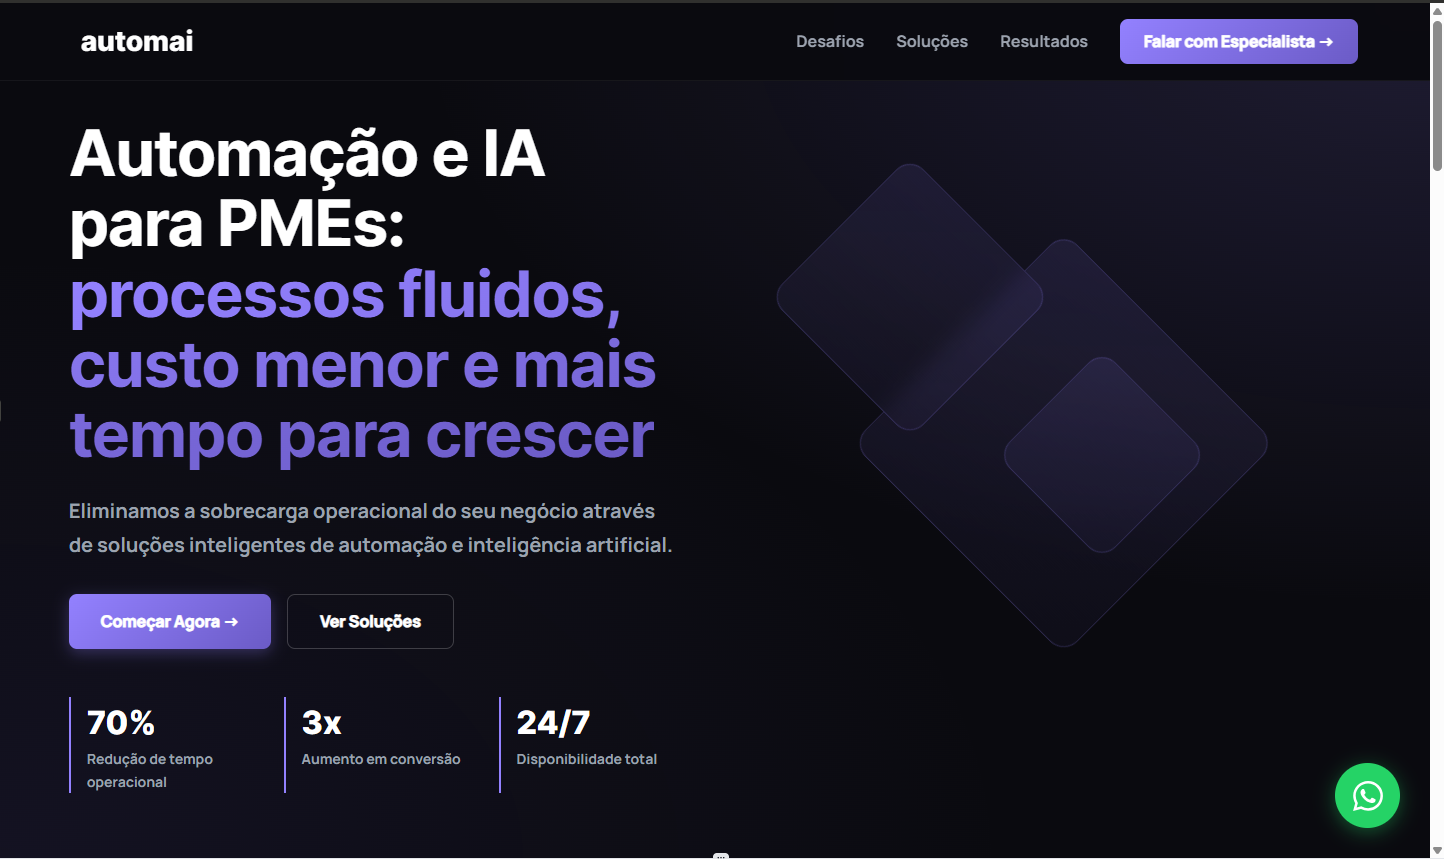 automai
Desafios
Soluções
Resultados
Falar com Especialista →
Automação e IA
para PMEs:
processos fluidos,
custo menor e mais
tempo para crescer
Eliminamos a sobrecarga operacional do seu negócio através
de soluções inteligentes de automação e inteligência artificial.
Começar Agora →
Ver Soluções
70%
Redução de tempo
operacional
3x
Aumento em conversão
24/7
Disponibilidade total